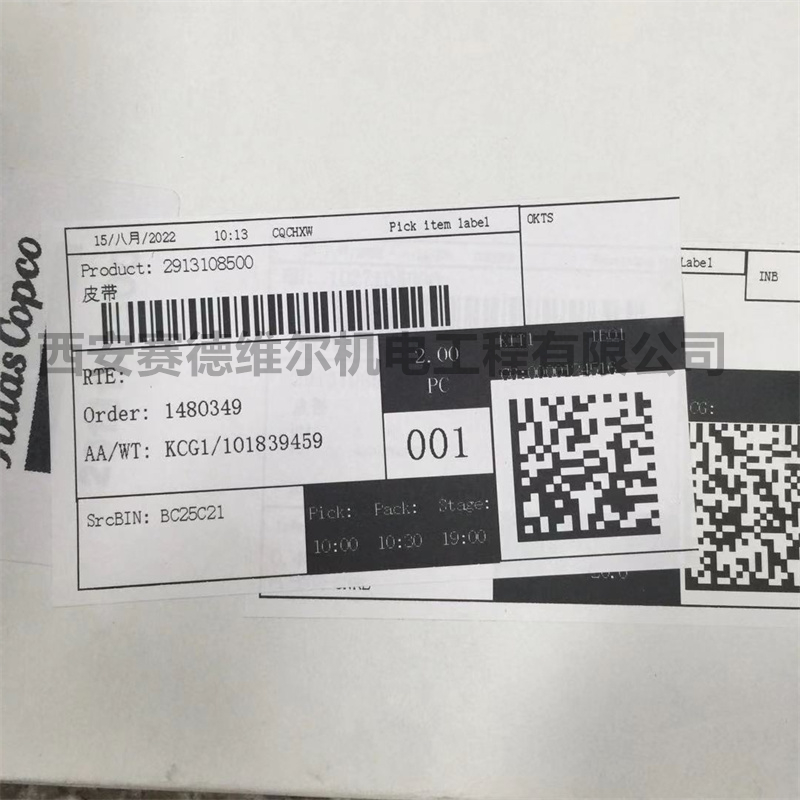 Atlas Copco
15/八月/2022 10:13 CQCHXW Pick item label
OKTS
Product: 2913108500
皮带
西安赛德维尔机电工程有限公司
2.00
PC
RTE:
Order: 1480349
AA/WT: KCG1/101839459
001
SrcBIN: BC25C21
Pick: Pack: Stage:
10:00 10:30 19:00
Label
INB
CG: